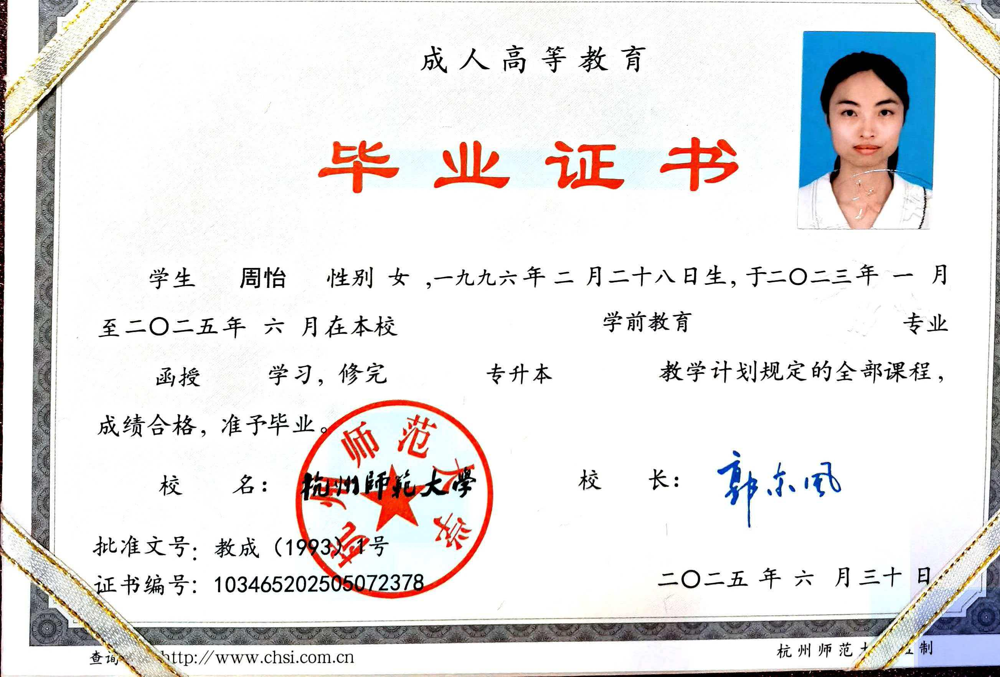 成人高等教育
毕业证书
学生 周怡 性别 女 ,一九九六年 二 月二十八日生, 于二〇二三年 一 月
至二〇二五年 六 月在本校 学前教育 专业
函授 学习, 修完 专升本 教学计划规定的全部课程,
成绩合格, 准予毕业。
校 名: 杭州師範大學 校 长: 郭东风
杭州师范大学
批准文号: 教成（1993）1号
证书编号: 103465202505072378
二〇二五 年 六 月三十 日
查询 http://www.chsi.com.cn
杭州师范 制